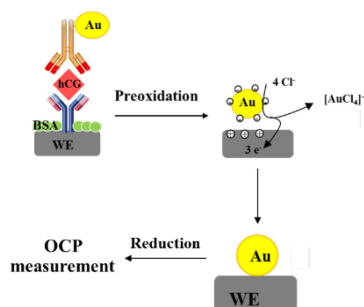 Au
hCG
BSA
WE
Preoxidation
Au
4 Cl⁻
[AuCl₄]⁻
3 e⁻
Au
WE
Reduction
OCP
measurement